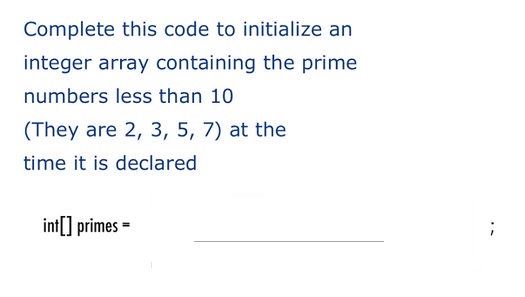 Complete this code to initialize an
integer array containing the prime
numbers less than 10
(They are 2, 3, 5, 7) at the
time it is declared
int[] primes = ;